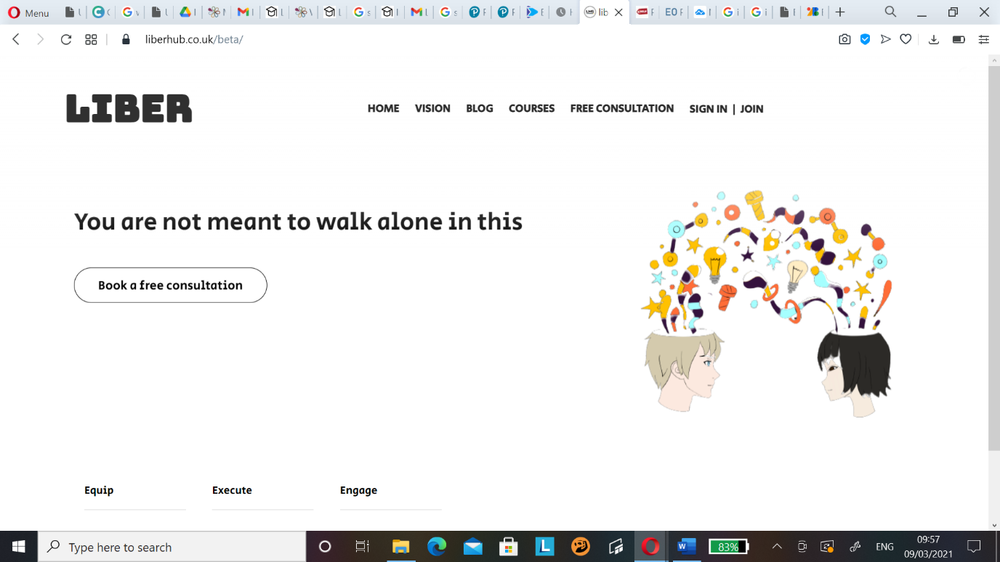 Menu
lib
EO
liberhub.co.uk/beta/
LIBER
HOME VISION BLOG COURSES FREE CONSULTATION SIGN IN | JOIN
You are not meant to walk alone in this
Book a free consultation
Equip Execute Engage
Type here to search
83%
ENG
09:57
09/03/2021